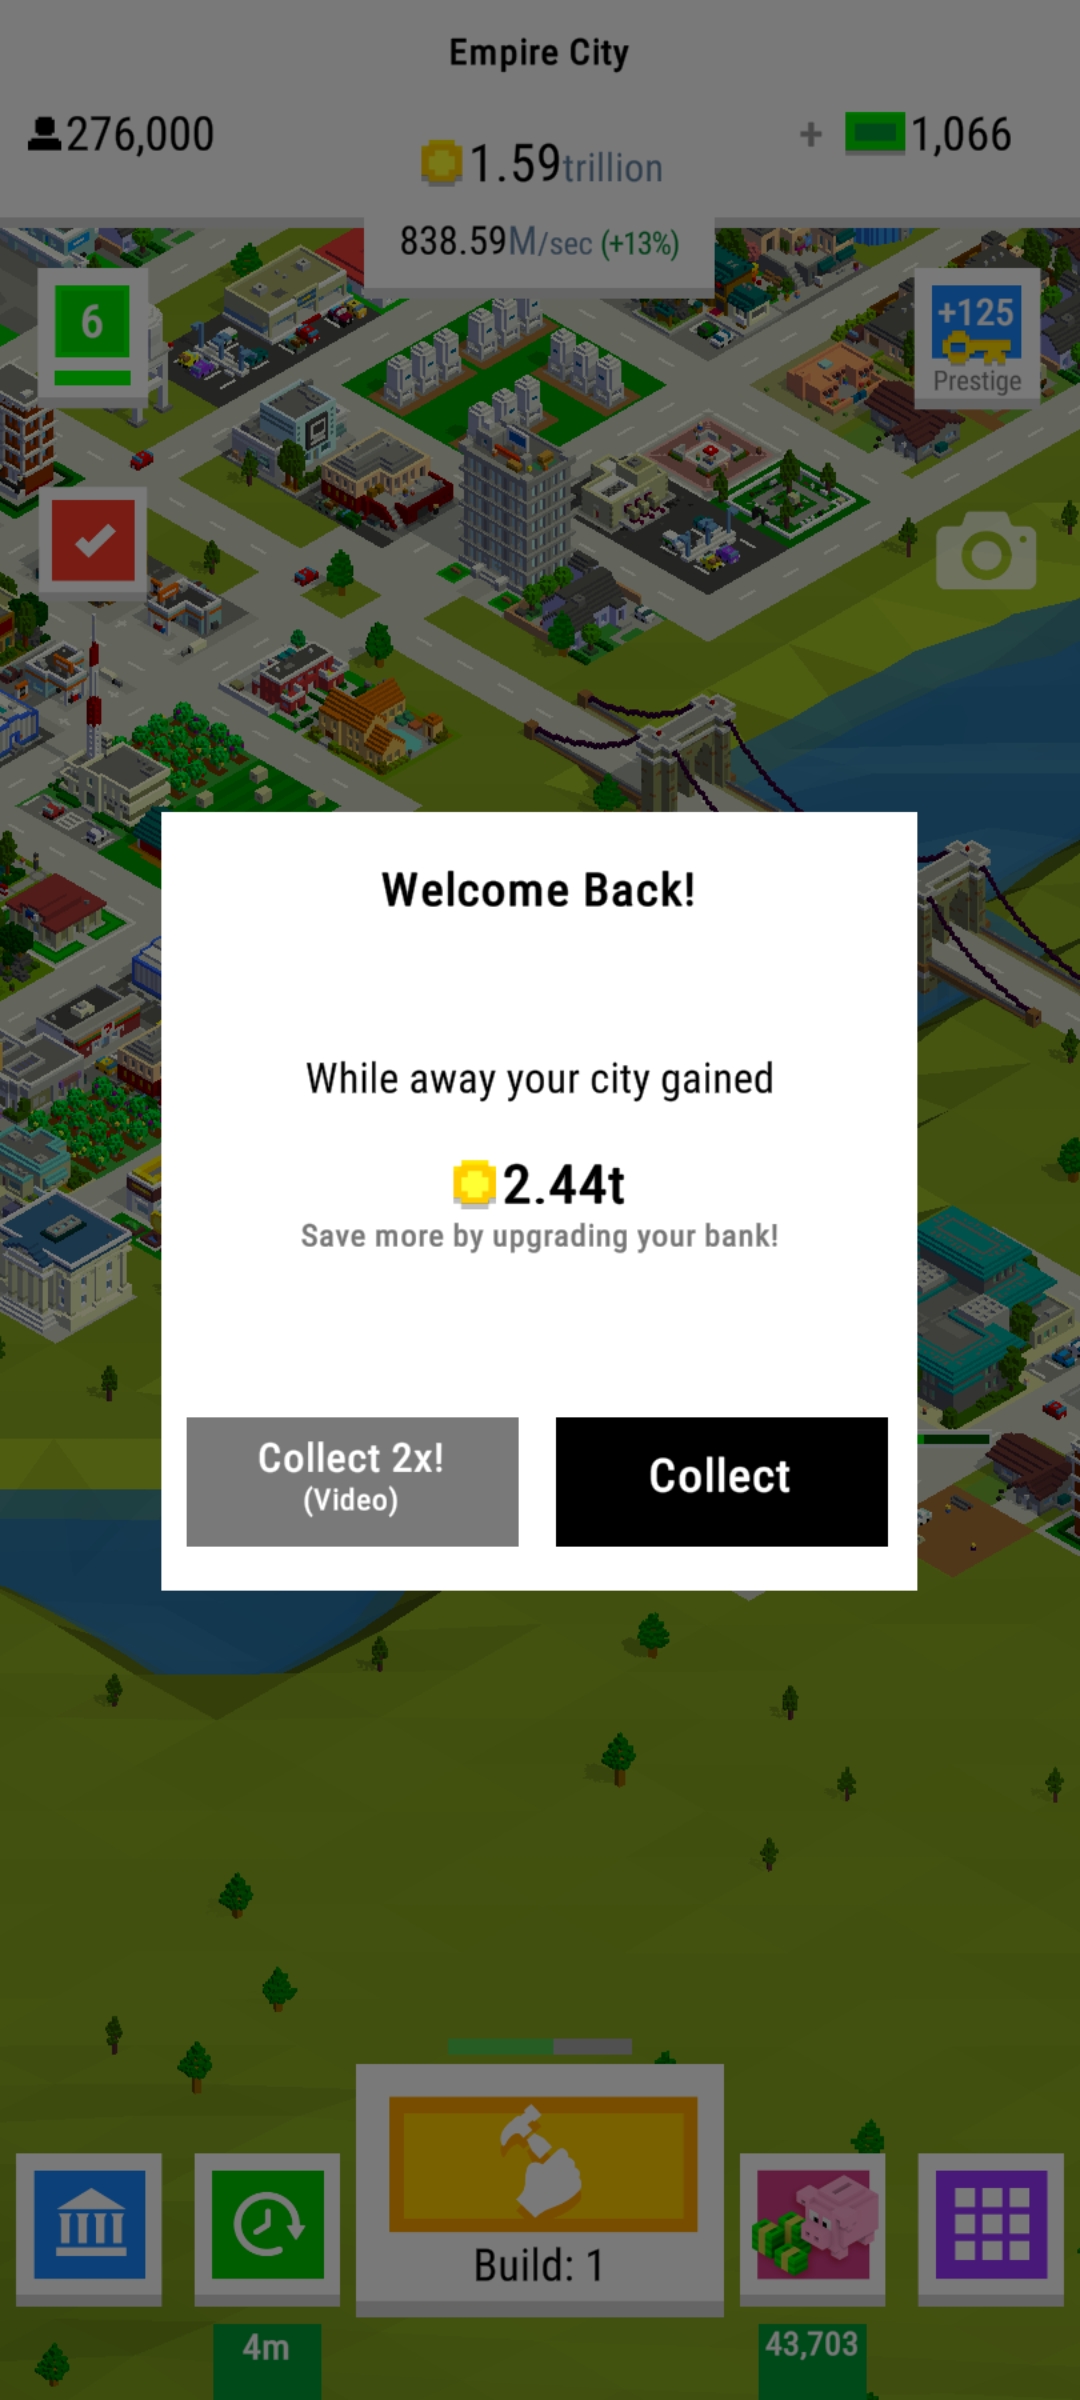 Empire City
276,000
1.59trillion
+ 1,066
838.59M/sec (+13%)
6
+125
Prestige
Welcome Back!
While away your city gained
2.44t
Save more by upgrading your bank!
Collect 2x!
(Video)
Collect
Build: 1
4m
43,703